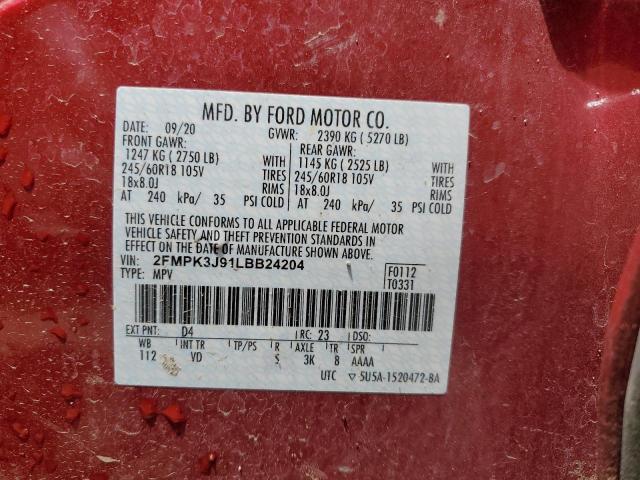 MFD. BY FORD MOTOR CO.
DATE: 09/20 GVWR: 2390 KG ( 5270 LB)
FRONT GAWR: REAR GAWR:
1247 KG ( 2750 LB) WITH 1145 KG ( 2525 LB) WITH
245/60R18 105V TIRES 245/60R18 105V TIRES
18x8.0J RIMS 18x8.0J RIMS
AT 240 kPa/ 35 PSI COLD AT 240 kPa/ 35 PSI COLD
THIS VEHICLE CONFORMS TO ALL APPLICABLE FEDERAL MOTOR
VEHICLE SAFETY AND THEFT PREVENTION STANDARDS IN
EFFECT ON THE DATE OF MANUFACTURE SHOWN ABOVE.
VIN: 2FMPK3J91LBB24204
TYPE: MPV
F0112
T0331
EXT PNT: D4 RC: 23 DSO:
WB INT TR TP/PS R AXLE TR SPR
112 VD S 3K 8 AAAA
UTC ▽ 5U5A-1520472-BA